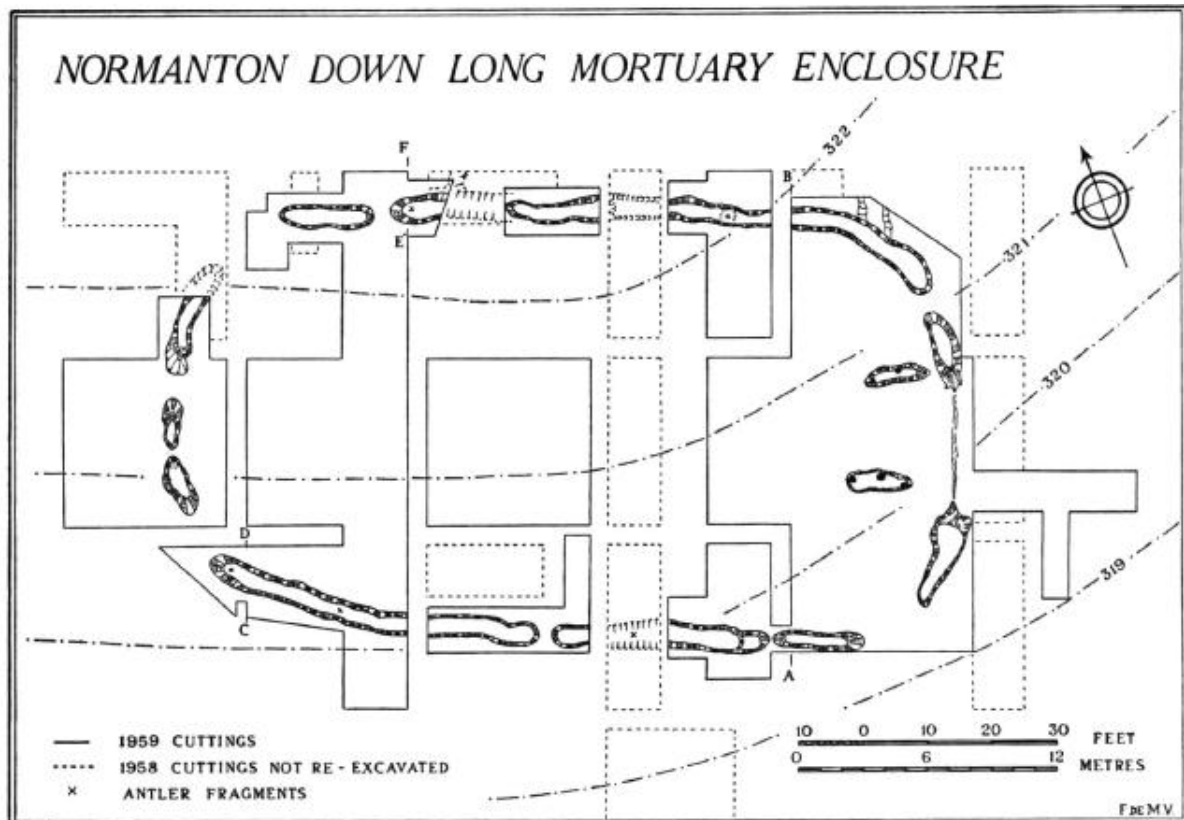 NORMANTON DOWN LONG MORTUARY ENCLOSURE
F
322
B
E
321
320
D
319
C
A
1959 CUTTINGS
1958 CUTTINGS NOT RE-EXCAVATED
× ANTLER FRAGMENTS
10 0 10 20 30 FEET
0 6 12 METRES
F.DE M.V.